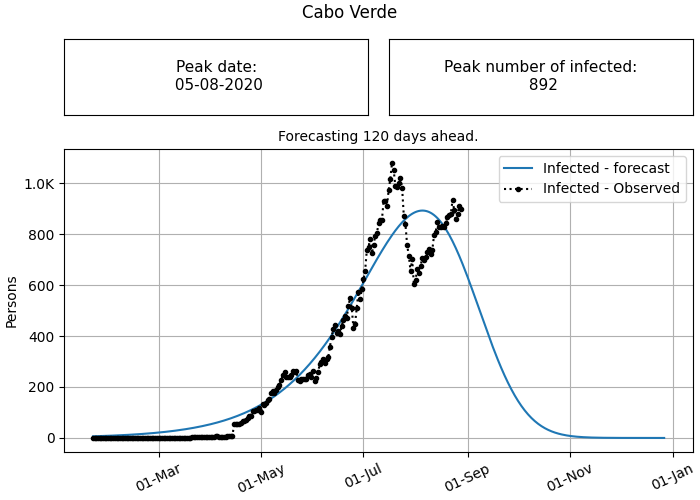 Cabo Verde
Peak date:
05-08-2020
Peak number of infected:
892
Forecasting 120 days ahead.
Infected - forecast
Infected - Observed
1.0K
800
600
400
200
0
Persons
01-Mar
01-May
01-Jul
01-Sep
01-Nov
01-Jan